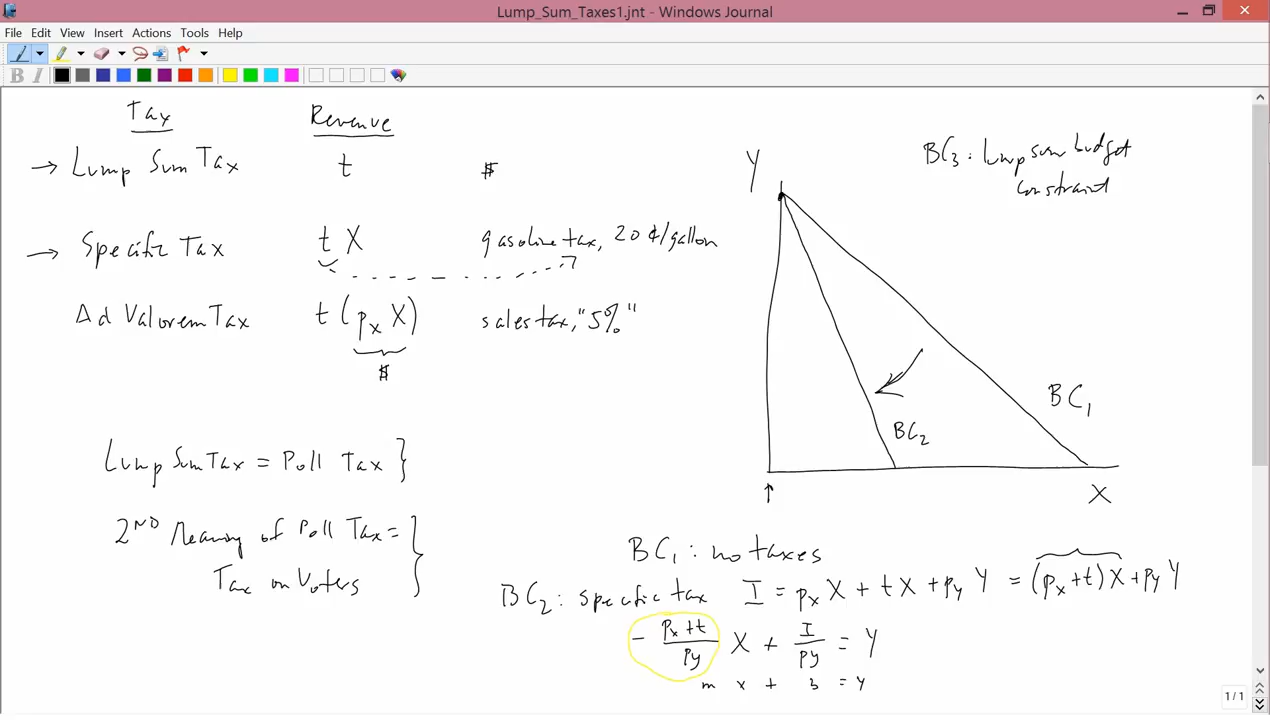 Lump_Sum_Taxes1.jnt - Windows Journal
File Edit View Insert Actions Tools Help
B I
Tax Revenue
→ Lump Sum Tax t $
→ Specific Tax t X gasoline tax, 20 ¢/gallon
Ad Valorem Tax t (px X) sales tax, "5%"
$
Lump Sum Tax = Poll Tax }
2ND Meaning of Poll Tax =
Tax on Voters }
BC3: lump sum budget
constraint
Y
BC1
BC2
↑ X
BC1: no taxes
BC2: specific tax I = px X + t X + py Y = (px + t) X + py Y
- (px + t)/py X + I/py = Y
m x + b = y
1/1